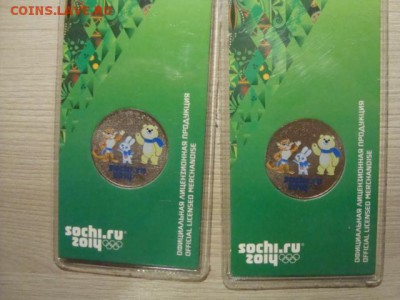 COINS.LAVE.RU
sochi.ru
2014
ОФИЦИАЛЬНАЯ ЛИЦЕНЗИОННАЯ ПРОДУКЦИЯ
OFFICIAL LICENSED MERCHANDISE
sochi.ru
2014
ОФИЦИАЛЬНАЯ ЛИЦЕНЗИОННАЯ ПРОДУКЦИЯ
OFFICIAL LICENSED MERCHANDISE